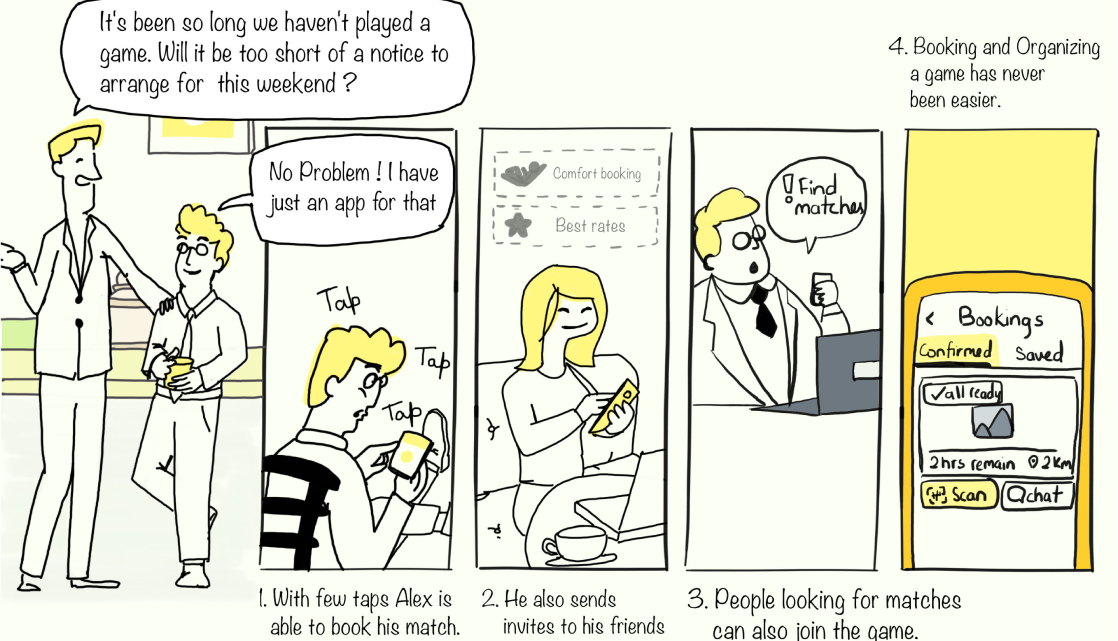 It's been so long we haven't played a
game. Will it be too short of a notice to
arrange for this weekend ?
No Problem ! I have
just an app for that
Tap
Tap
Tap
1. With few taps Alex is
able to book his match.
Comfort booking
Best rates
2. He also sends
invites to his friends
! Find
matches
3. People looking for matches
can also join the game.
4. Booking and Organizing
a game has never
been easier.
< Bookings
Confirmed Saved
✓all ready
2hrs remain 2km
Scan chat